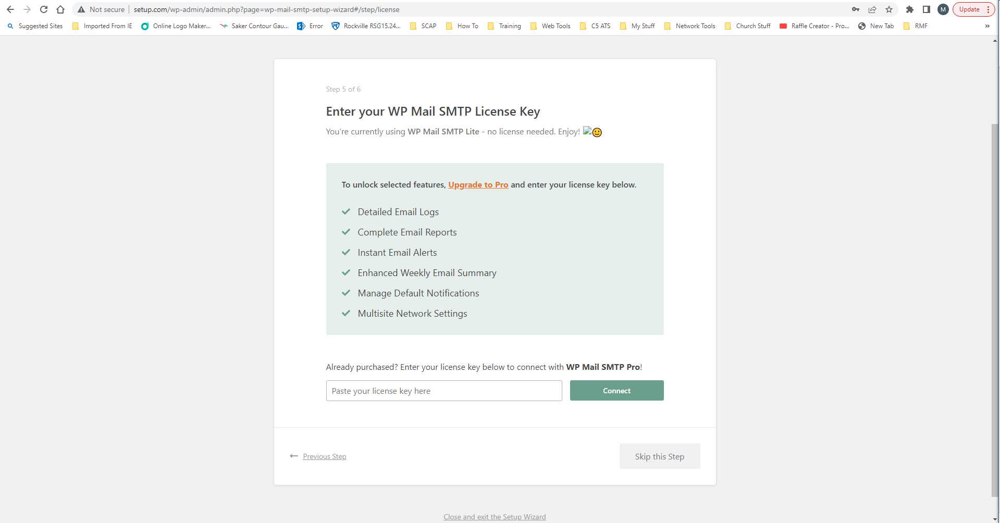 Not secure | setup.com/wp-admin/admin.php?page=wp-mail-smtp-setup-wizard#/step/license M Update
Suggested Sites Imported From IE Online Logo Maker... Saker Contour Gau... Error Rockville RSG15.24... SCAP How To Training Web Tools C5 ATS My Stuff Network Tools Church Stuff Raffle Creator - Pro... New Tab RMF »
Step 5 of 6
Enter your WP Mail SMTP License Key
You're currently using WP Mail SMTP Lite - no license needed. Enjoy! 🙂
To unlock selected features, Upgrade to Pro and enter your license key below.
Detailed Email Logs
Complete Email Reports
Instant Email Alerts
Enhanced Weekly Email Summary
Manage Default Notifications
Multisite Network Settings
Already purchased? Enter your license key below to connect with WP Mail SMTP Pro!
Paste your license key here Connect
Previous Step Skip this Step
Close and exit the Setup Wizard